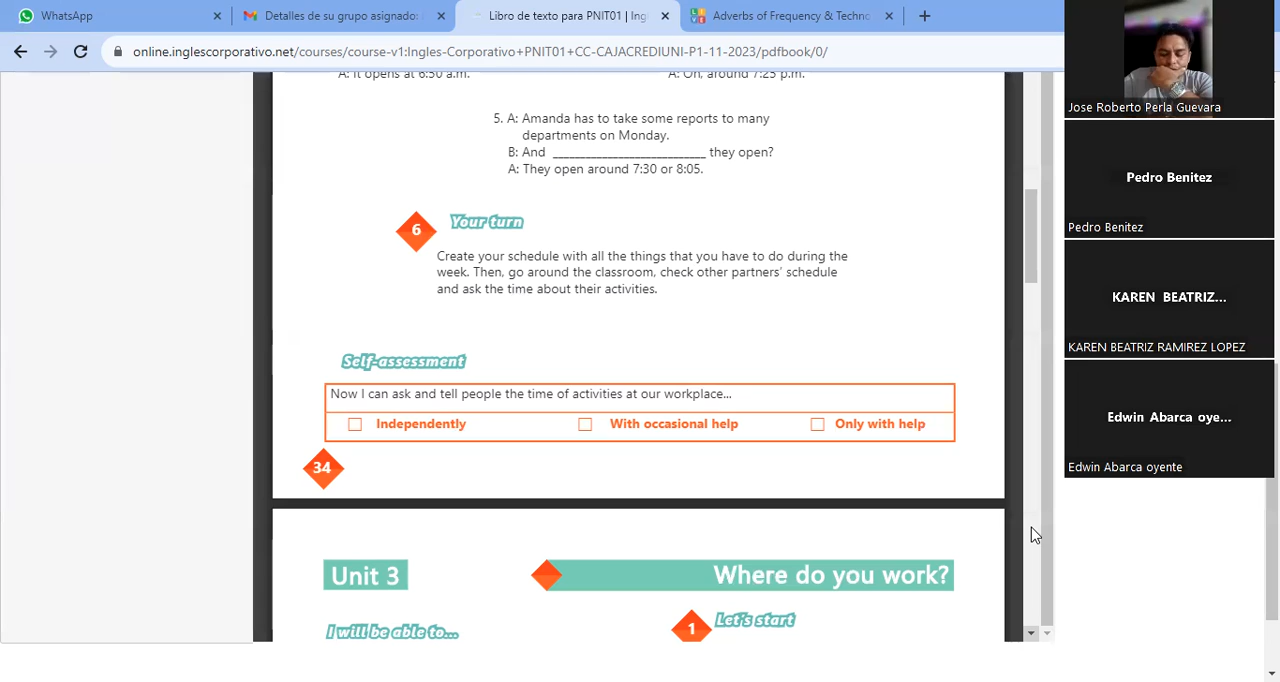 WhatsApp
Detalles de su grupo asignado:
Libro de texto para PNIT01 | Ing
Adverbs of Frequency & Techno
online.inglescorporativo.net/courses/course-v1:Ingles-Corporativo+PNIT01+CC-CAJACREDIUNI-P1-11-2023/pdfbook/0/
A: It opens at 6:50 a.m.
A: Oh, around 7:25 p.m.
5. A: Amanda has to take some reports to many
departments on Monday.
B: And __________________________ they open?
A: They open around 7:30 or 8:05.
6
Your turn
Create your schedule with all the things that you have to do during the
week. Then, go around the classroom, check other partners' schedule
and ask the time about their activities.
Self-assessment
Now I can ask and tell people the time of activities at our workplace...
Independently
With occasional help
Only with help
34
Unit 3
Where do you work?
I will be able to...
1
Let's start
Jose Roberto Perla Guevara
Pedro Benitez
Pedro Benitez
KAREN BEATRIZ...
KAREN BEATRIZ RAMIREZ LOPEZ
Edwin Abarca oye...
Edwin Abarca oyente